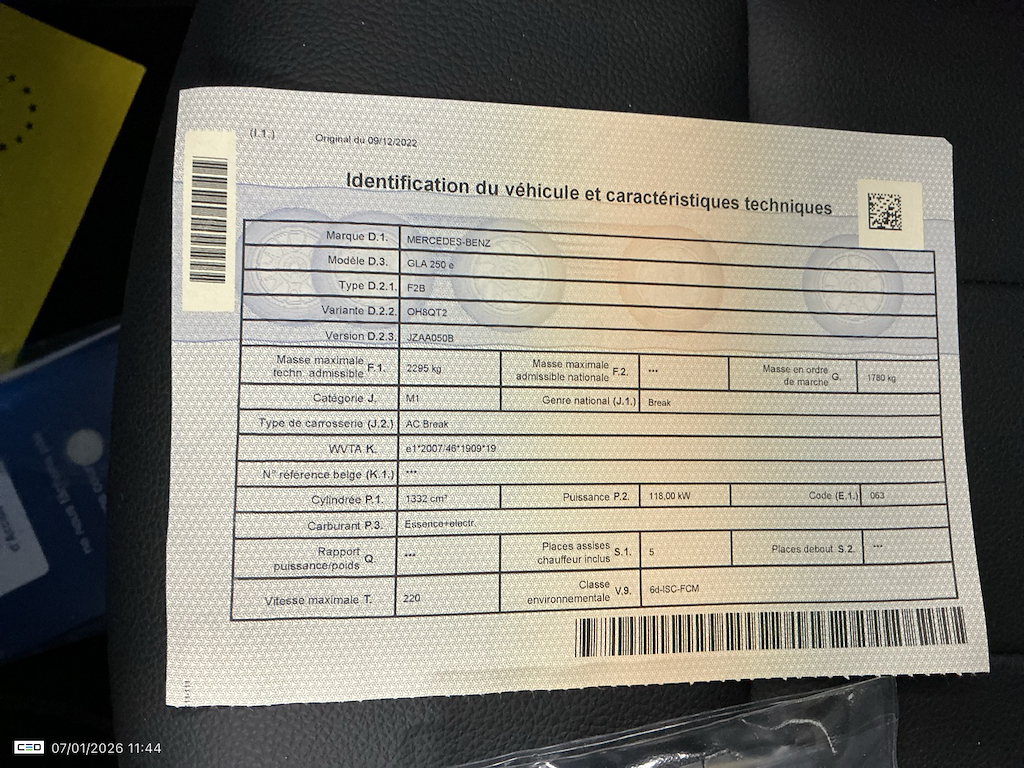 (I.1.) Original du 09/12/2022
Identification du véhicule et caractéristiques techniques
Marque D.1. MERCEDES-BENZ
Modèle D.3. GLA 250 e
Type D.2.1. F2B
Variante D.2.2. OH8QT2
Version D.2.3. JZAA050B
Masse maximale techn. admissible F.1. 2295 kg Masse maximale admissible nationale F.2. *** Masse en ordre de marche G. 1780 kg
Catégorie J. M1 Genre national (J.1.) Break
Type de carrosserie (J.2.) AC Break
WVTA K. e1*2007/46*1909*19
N° référence belge (K.1.) ***
Cylindrée P.1. 1332 cm³ Puissance P.2. 118,00 kW Code (E.1.) 063
Carburant P.3. Essence+electr.
Rapport puissance/poids Q. *** Places assises chauffeur inclus S.1. 5 Places debout S.2. ***
Vitesse maximale T. 220 Classe environnementale V.9. 6d-ISC-FCM
CEO 07/01/2026 11:44